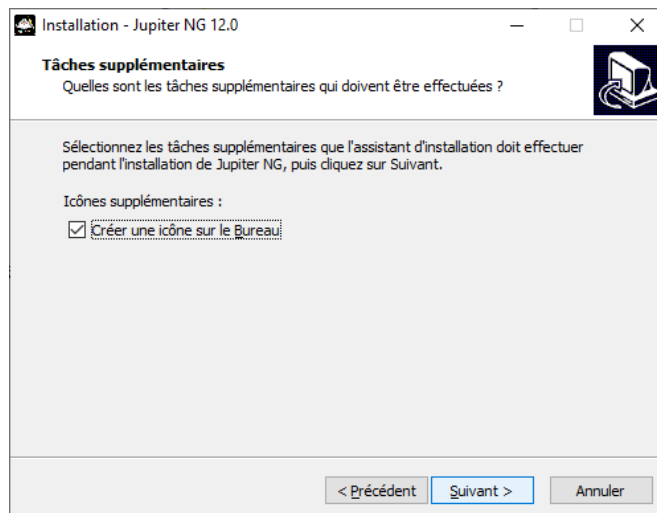 Installation - Jupiter NG 12.0
Tâches supplémentaires
Quelles sont les tâches supplémentaires qui doivent être effectuées ?
Sélectionnez les tâches supplémentaires que l'assistant d'installation doit effectuer
pendant l'installation de Jupiter NG, puis cliquez sur Suivant.
Icônes supplémentaires :
Créer une icône sur le Bureau
< Précédent Suivant > Annuler